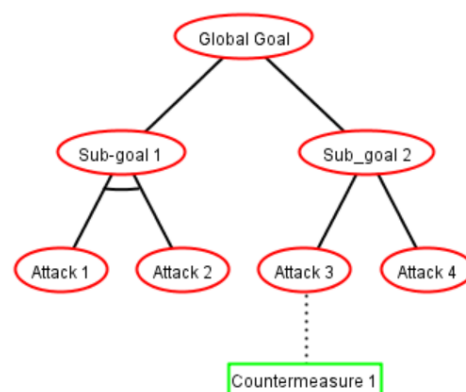 Global Goal
Sub-goal 1
Sub_goal 2
Attack 1
Attack 2
Attack 3
Attack 4
Countermeasure 1